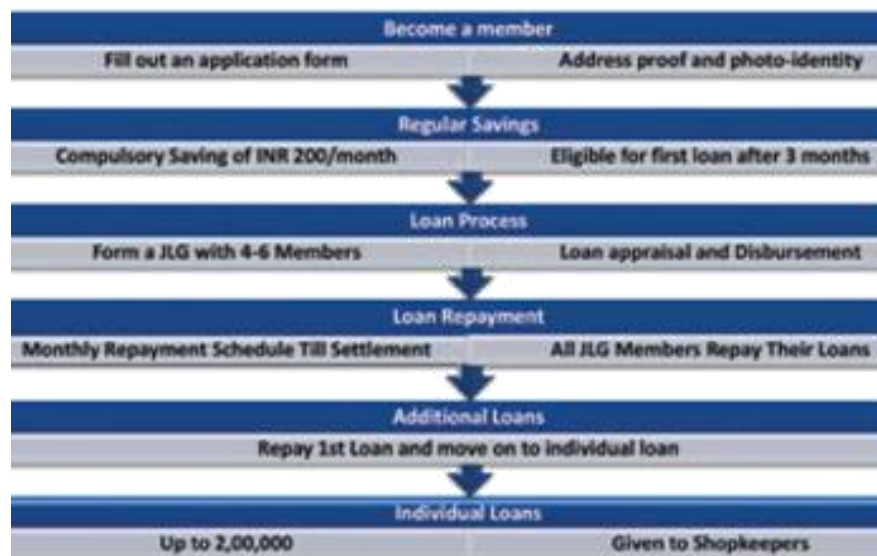 Become a member
Fill out an application form Address proof and photo-identity
Regular Savings
Compulsory Saving of INR 200/month Eligible for first loan after 3 months
Loan Process
Form a JLG with 4-6 Members Loan appraisal and Disbursement
Loan Repayment
Monthly Repayment Schedule Till Settlement All JLG Members Repay Their Loans
Additional Loans
Repay 1st Loan and move on to individual loan
Individual Loans
Up to 2,00,000 Given to Shopkeepers